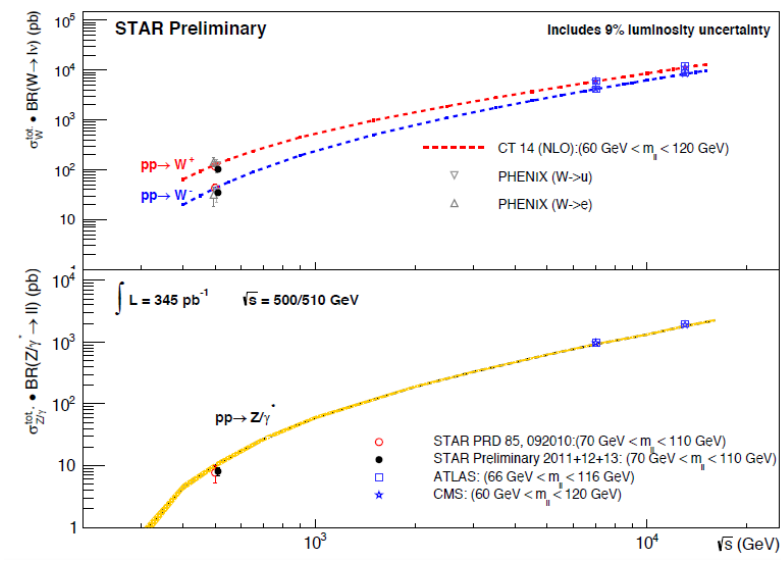 STAR Preliminary
Includes 9% luminosity uncertainty
σ_W^tot. • BR(W→ lν) (pb)
10^5
10^4
10^3
10^2
10
1
pp→ W^+
pp→ W^-
CT 14 (NLO):(60 GeV < m_ll < 120 GeV)
PHENIX (W->u)
PHENIX (W->e)
σ_Z/γ*^tot. • BR(Z/γ^*→ ll) (pb)
10^4
10^3
10^2
10
1
∫ L = 345 pb^-1 √s = 500/510 GeV
pp→ Z/γ^*
STAR PRD 85, 092010:(70 GeV < m_ll < 110 GeV)
STAR Preliminary 2011+12+13: (70 GeV < m_ll < 110 GeV)
ATLAS: (66 GeV < m_ll < 116 GeV)
CMS: (60 GeV < m_ll < 120 GeV)
10^3
10^4
√s (GeV)